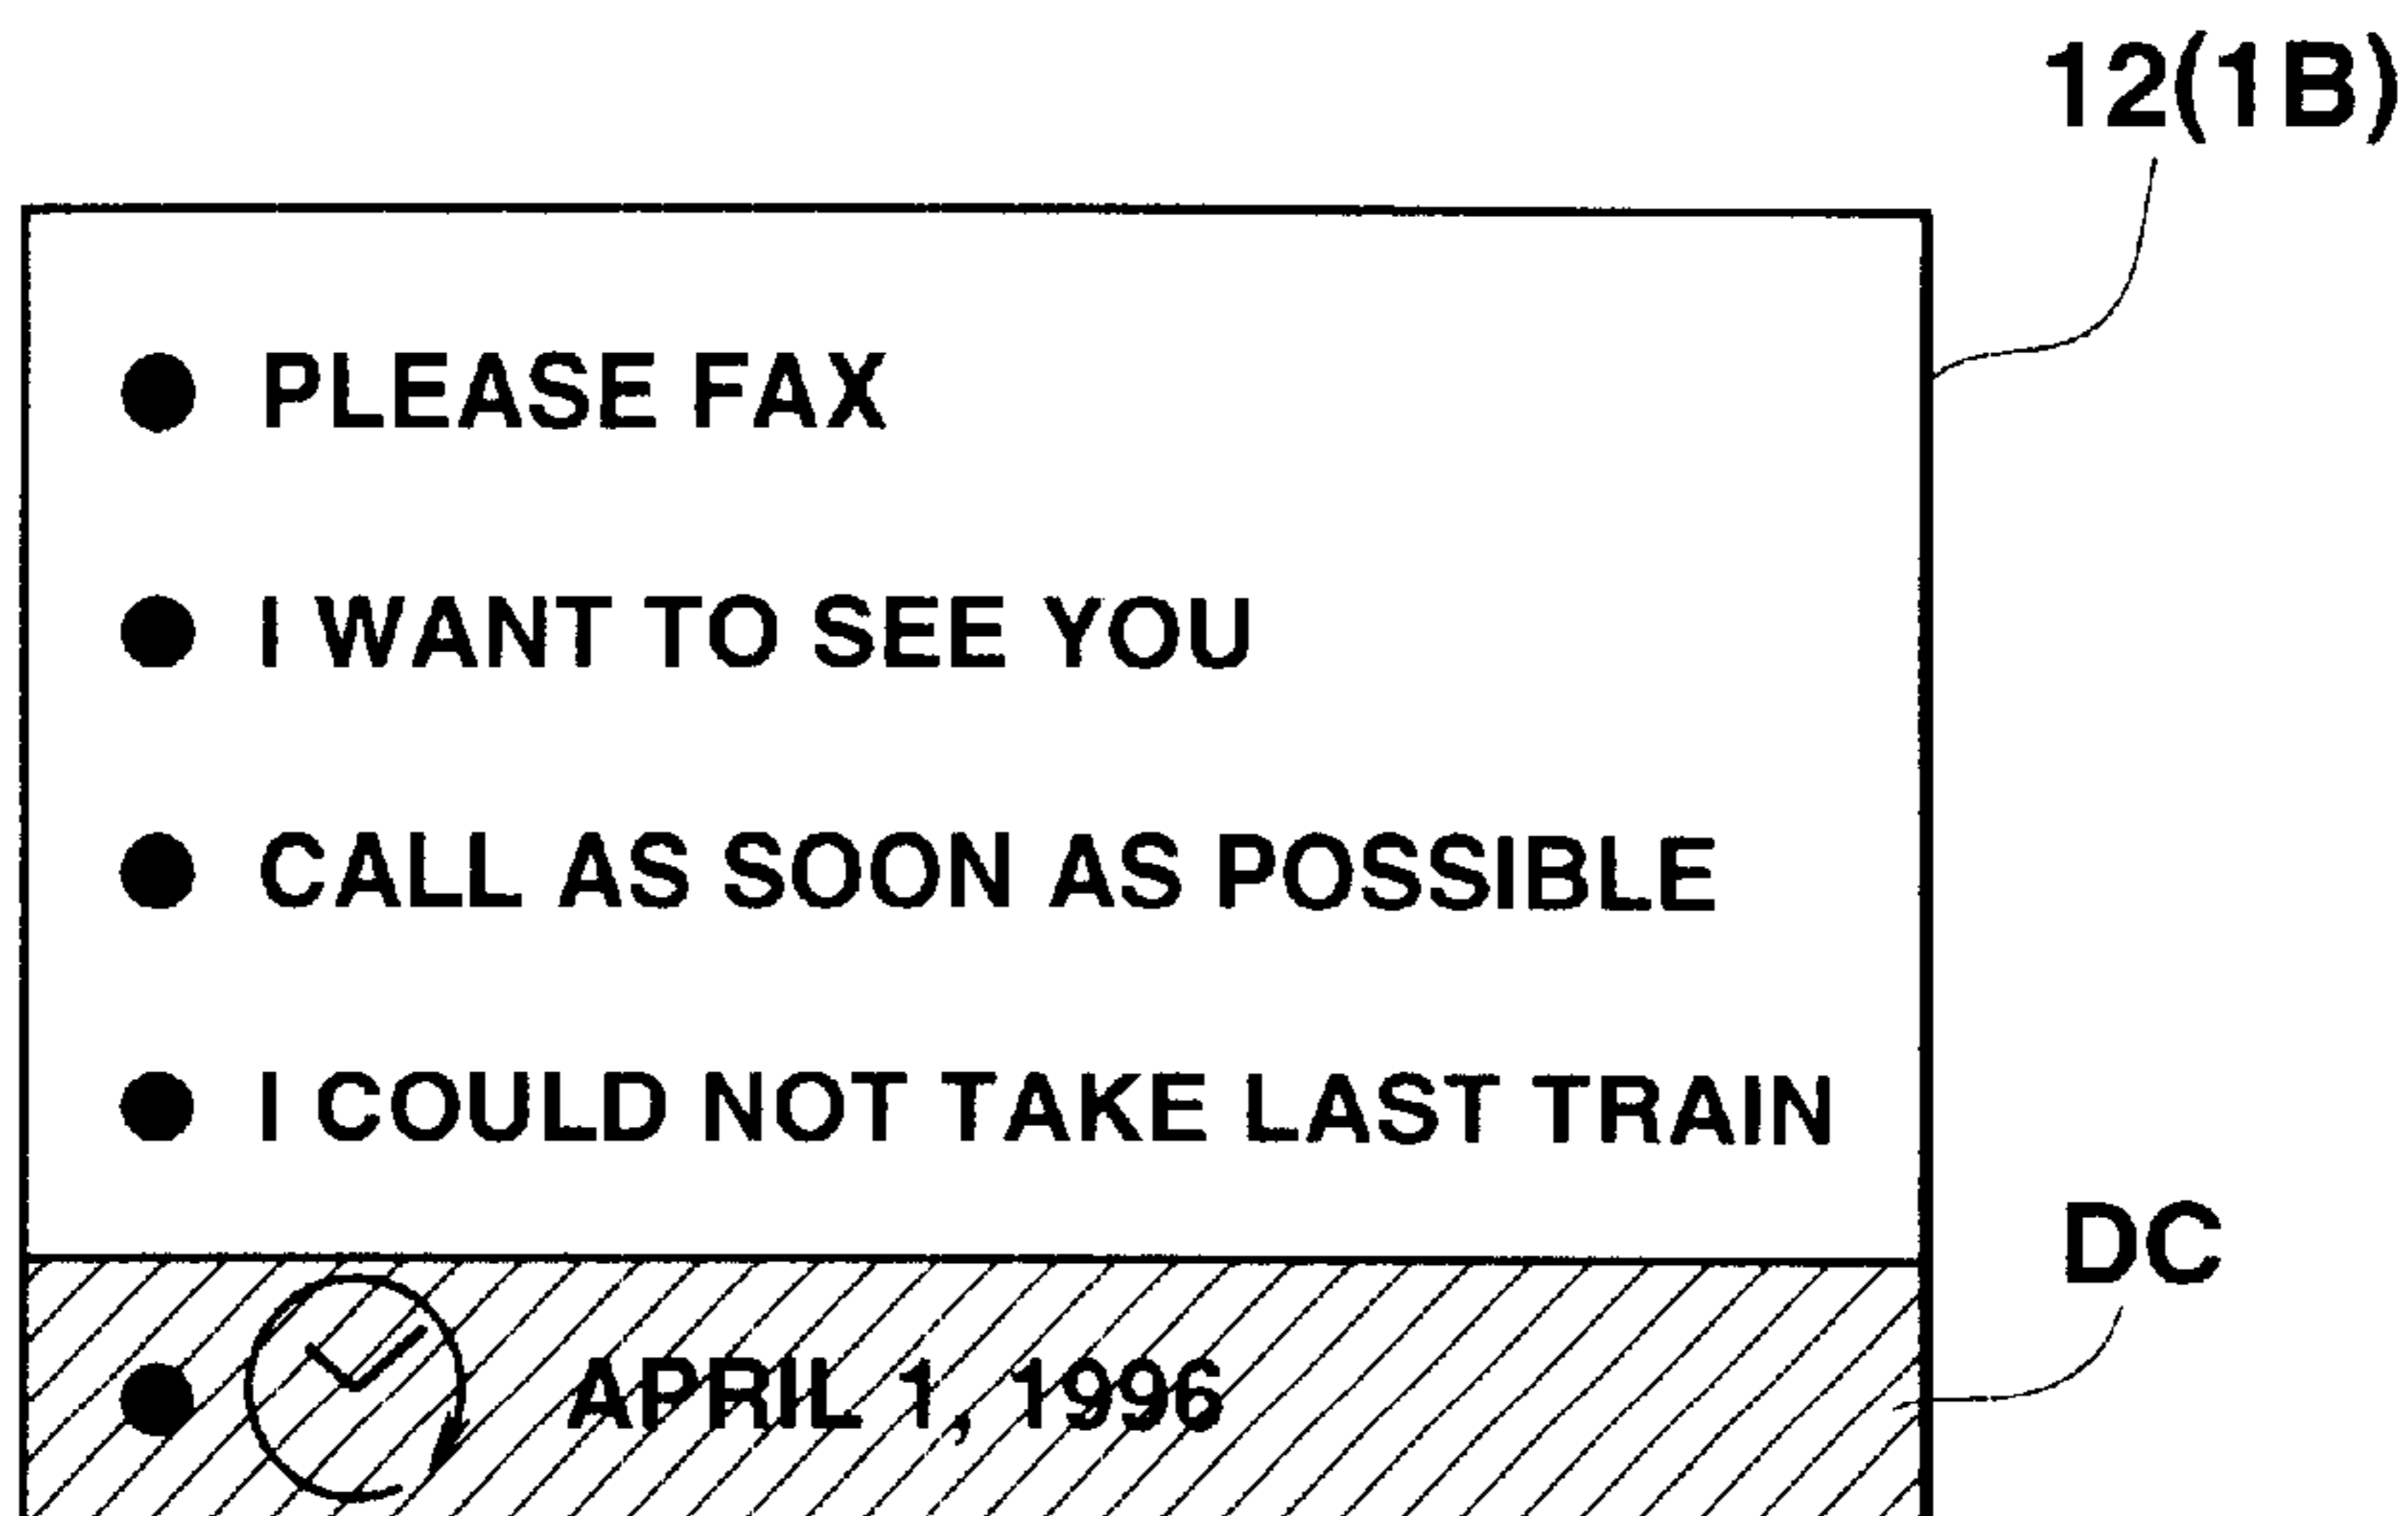 12(1B)
● PLEASE FAX
● I WANT TO SEE YOU
● CALL AS SOON AS POSSIBLE
● I COULD NOT TAKE LAST TRAIN
DC
● APRIL 1, 1996